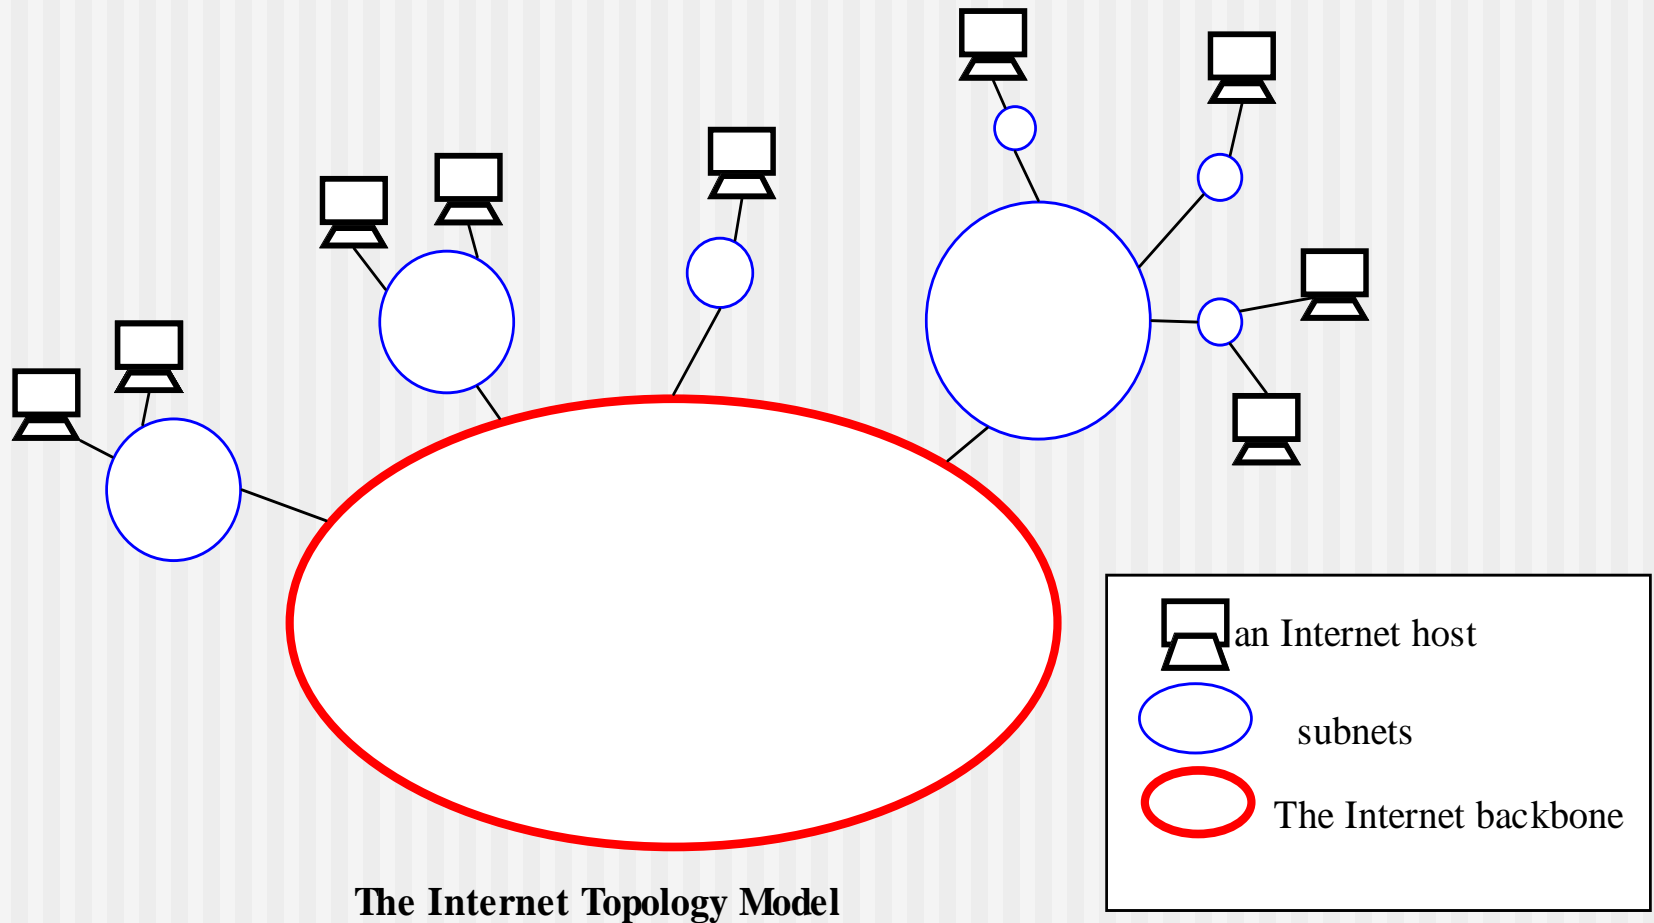 an Internet host
subnets
The Internet backbone
The Internet Topology Model